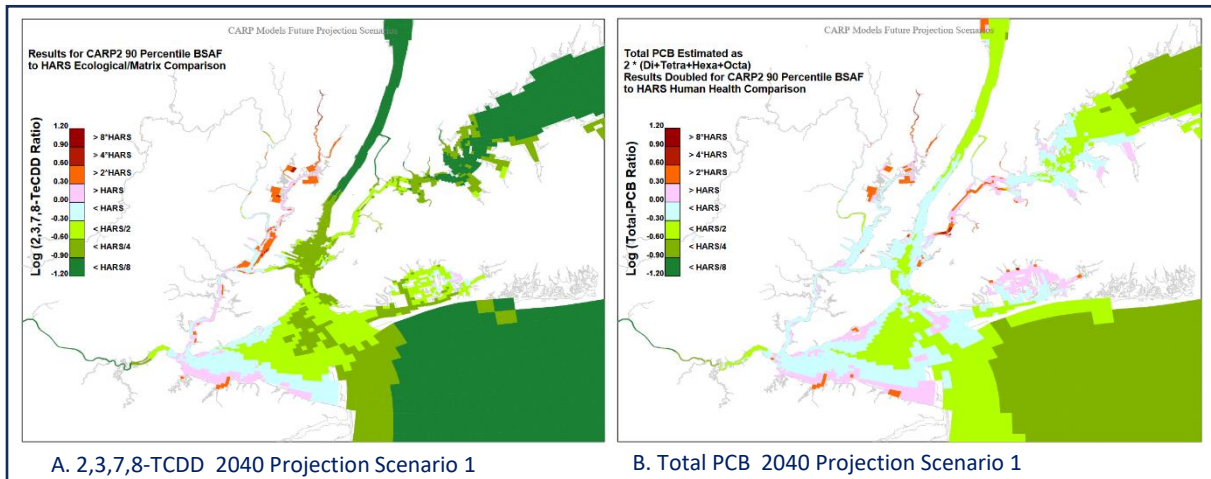 CARP Models Future Projection Scenarios
Results for CARP2 90 Percentile BSAF
to HARS Ecological/Matrix Comparison
Log (2,3,7,8-TeCDD Ratio)
1.20
> 8*HARS
0.90
> 4*HARS
0.60
> 2*HARS
0.30
> HARS
0.00
< HARS
-0.30
< HARS/2
-0.60
< HARS/4
-0.90
< HARS/8
-1.20
A. 2,3,7,8-TCDD 2040 Projection Scenario 1
CARP Models Future Projection Scenarios
Total PCB Estimated as
2 * (Di+Tetra+Hexa+Octa)
Results Doubled for CARP2 90 Percentile BSAF
to HARS Human Health Comparison
Log (Total-PCB Ratio)
1.20
> 8*HARS
0.90
> 4*HARS
0.60
> 2*HARS
0.30
> HARS
0.00
< HARS
-0.30
< HARS/2
-0.60
< HARS/4
-0.90
< HARS/8
-1.20
B. Total PCB 2040 Projection Scenario 1